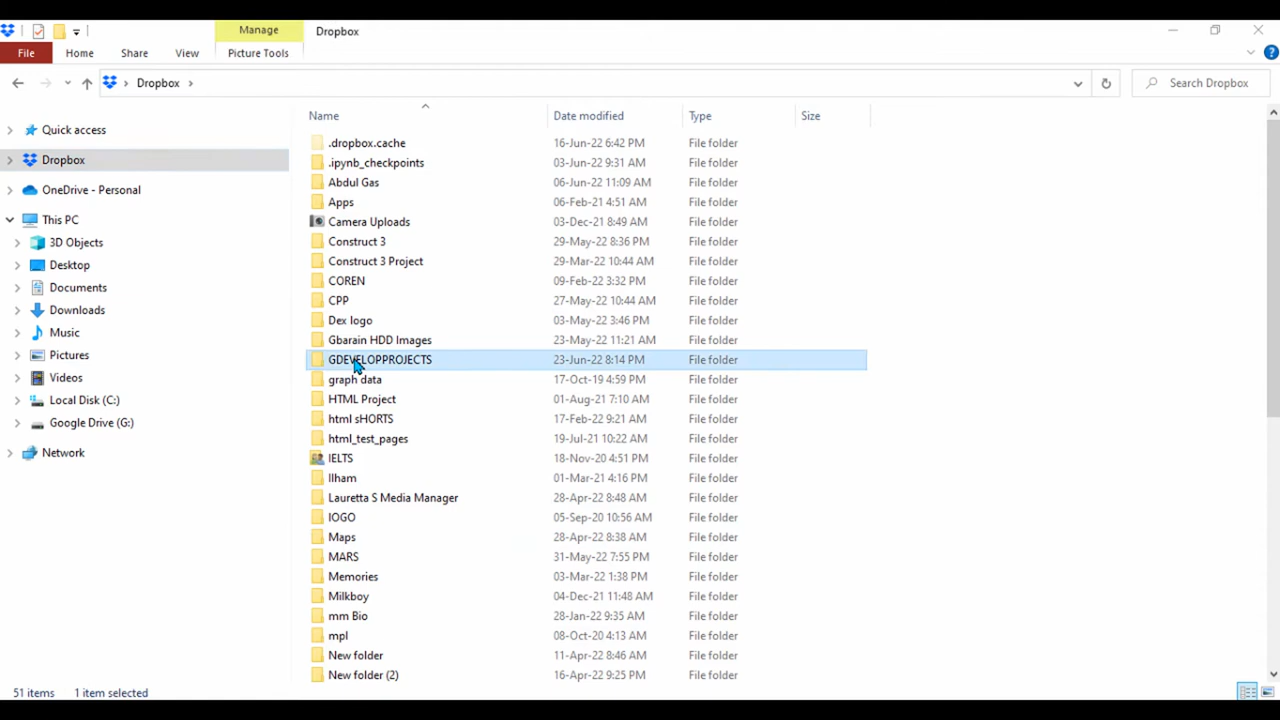 Manage
Dropbox
File Home Share View Picture Tools
Dropbox
Search Dropbox
Name Date modified Type Size
Quick access
Dropbox
OneDrive - Personal
This PC
3D Objects
Desktop
Documents
Downloads
Music
Pictures
Videos
Local Disk (C:)
Google Drive (G:)
Network
.dropbox.cache 16-Jun-22 6:42 PM File folder
.ipynb_checkpoints 03-Jun-22 9:31 AM File folder
Abdul Gas 06-Jun-22 11:09 AM File folder
Apps 06-Feb-21 4:51 AM File folder
Camera Uploads 03-Dec-21 8:49 AM File folder
Construct 3 29-May-22 8:36 PM File folder
Construct 3 Project 29-Mar-22 10:44 AM File folder
COREN 09-Feb-22 3:32 PM File folder
CPP 27-May-22 10:44 AM File folder
Dex logo 03-May-22 3:46 PM File folder
Gbarain HDD Images 23-May-22 11:21 AM File folder
GDEVELOPPROJECTS 23-Jun-22 8:14 PM File folder
graph data 17-Oct-19 4:59 PM File folder
HTML Project 01-Aug-21 7:10 AM File folder
html sHORTS 17-Feb-22 9:21 AM File folder
html_test_pages 19-Jul-21 10:22 AM File folder
IELTS 18-Nov-20 4:51 PM File folder
Ilham 01-Mar-21 4:16 PM File folder
Lauretta S Media Manager 28-Apr-22 8:48 AM File folder
lOGO 05-Sep-20 10:56 AM File folder
Maps 28-Apr-22 8:38 AM File folder
MARS 31-May-22 7:55 PM File folder
Memories 03-Mar-22 1:38 PM File folder
Milkboy 04-Dec-21 11:48 AM File folder
mm Bio 28-Jan-22 9:35 AM File folder
mpl 08-Oct-20 4:13 AM File folder
New folder 11-Apr-22 8:46 AM File folder
New folder (2) 16-Apr-22 9:25 PM File folder
51 items 1 item selected